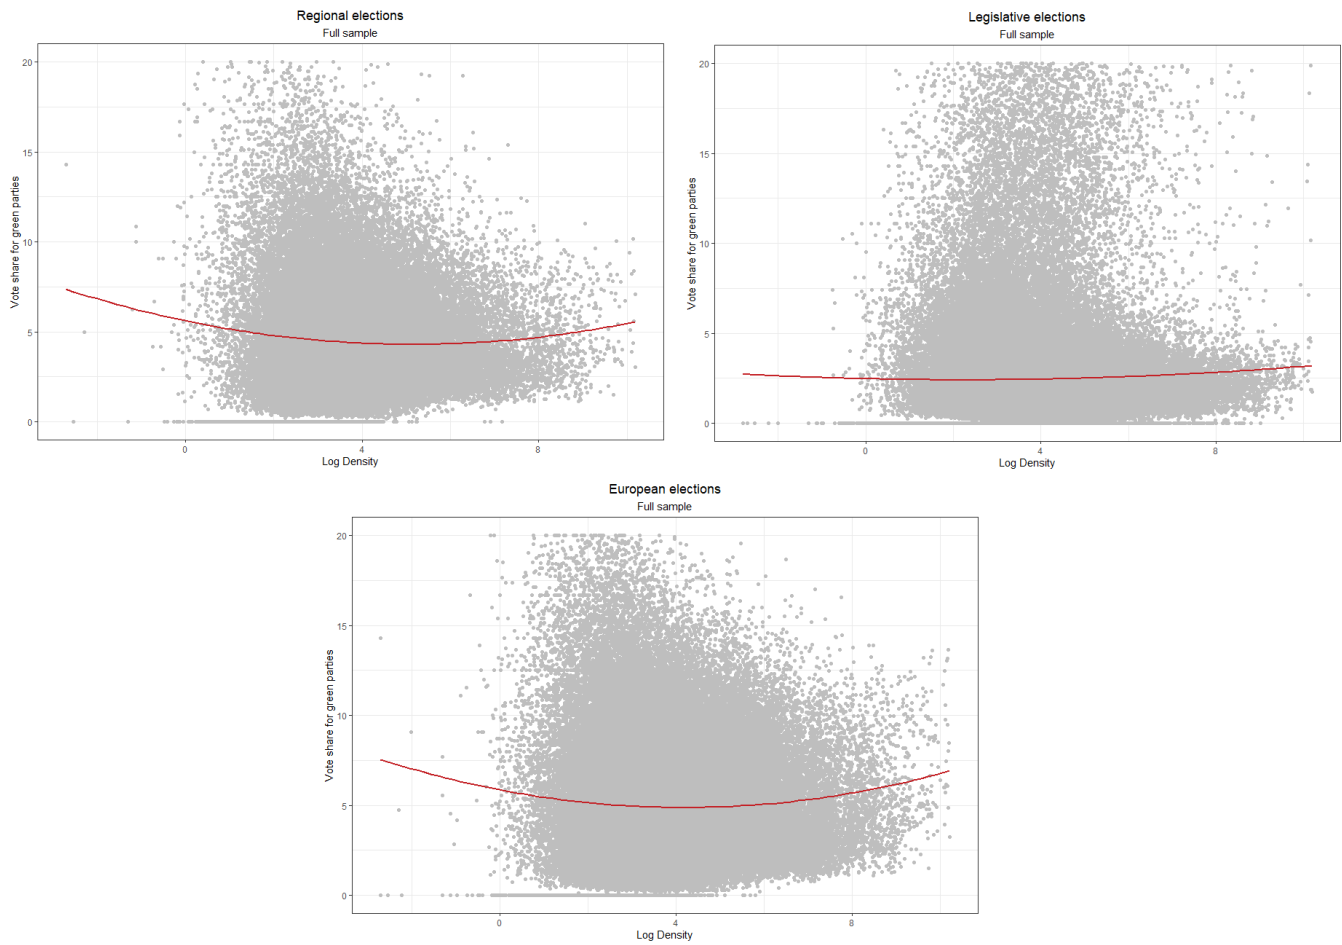 Regional elections
Full sample
20
15
10
5
0
Vote share for green parties
0 4 8
Log Density
Legislative elections
Full sample
20
15
10
5
0
Vote share for green parties
0 4 8
Log Density
European elections
Full sample
20
15
10
5
0
Vote share for green parties
0 4 8
Log Density